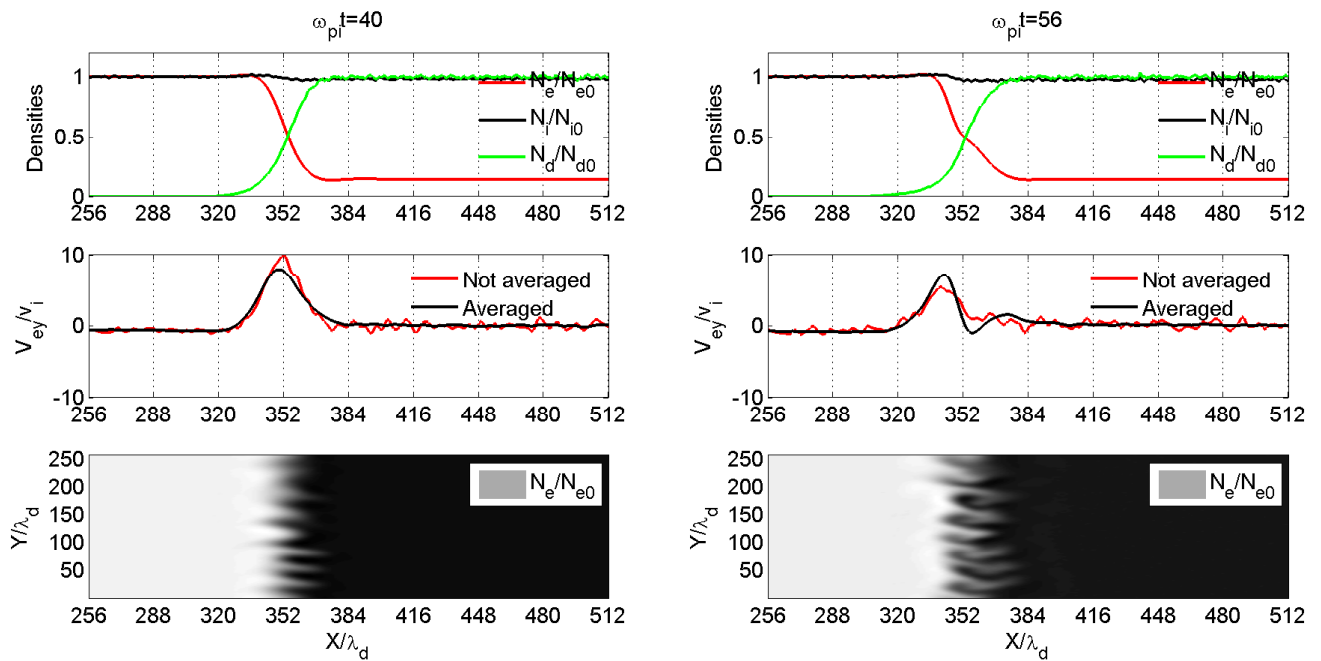 ω_pi t=40
1
0.5
0
Densities
N_e/N_e0
N_i/N_i0
N_d/N_d0
256 288 320 352 384 416 448 480 512
10
0
-10
V_ey/v_i
Not averaged
Averaged
256 288 320 352 384 416 448 480 512
250
200
150
100
50
Y/λ_d
N_e/N_e0
256 288 320 352 384 416 448 480 512
X/λ_d
ω_pi t=56
1
0.5
0
Densities
N_e/N_e0
N_i/N_i0
N_d/N_d0
256 288 320 352 384 416 448 480 512
10
0
-10
V_ey/v_i
Not averaged
Averaged
256 288 320 352 384 416 448 480 512
250
200
150
100
50
Y/λ_d
N_e/N_e0
256 288 320 352 384 416 448 480 512
X/λ_d